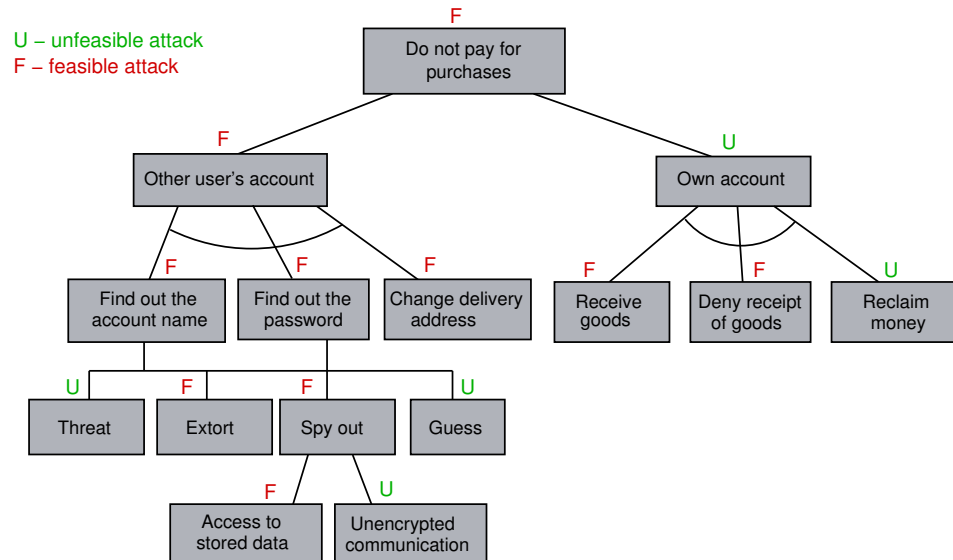 F
Do not pay for
purchases
U – unfeasible attack
F – feasible attack
F
U
Other user's account
Own account
F
F
F
F
F
U
Find out the
account name
Find out the
password
Change delivery
address
Receive
goods
Deny receipt
of goods
Reclaim
money
U
F
F
U
Threat
Extort
Spy out
Guess
F
U
Access to
stored data
Unencrypted
communication